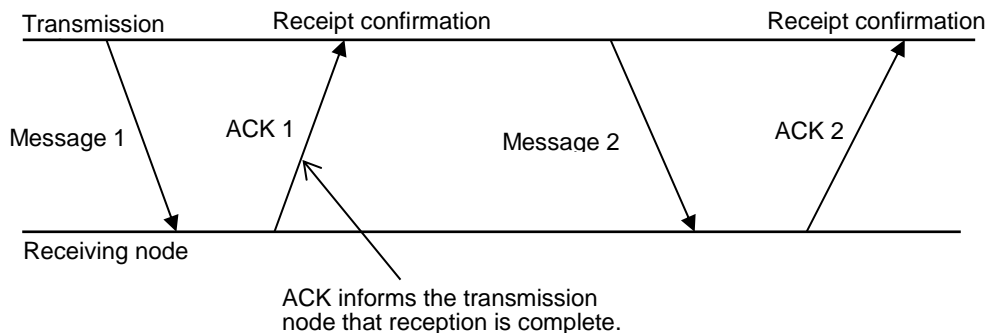 Transmission
Receipt confirmation
Receipt confirmation
Message 1
ACK 1
Message 2
ACK 2
Receiving node
ACK informs the transmission
node that reception is complete.